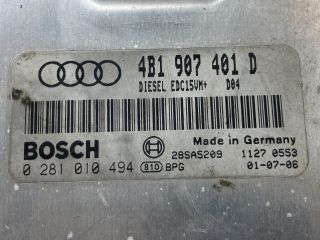 4B1 907 401 D
DIESEL EDC15VM+ D04
BOSCH
Made in Germany
28SA5209 1127 0553
0 281 010 494 810 BPG 01-07-06